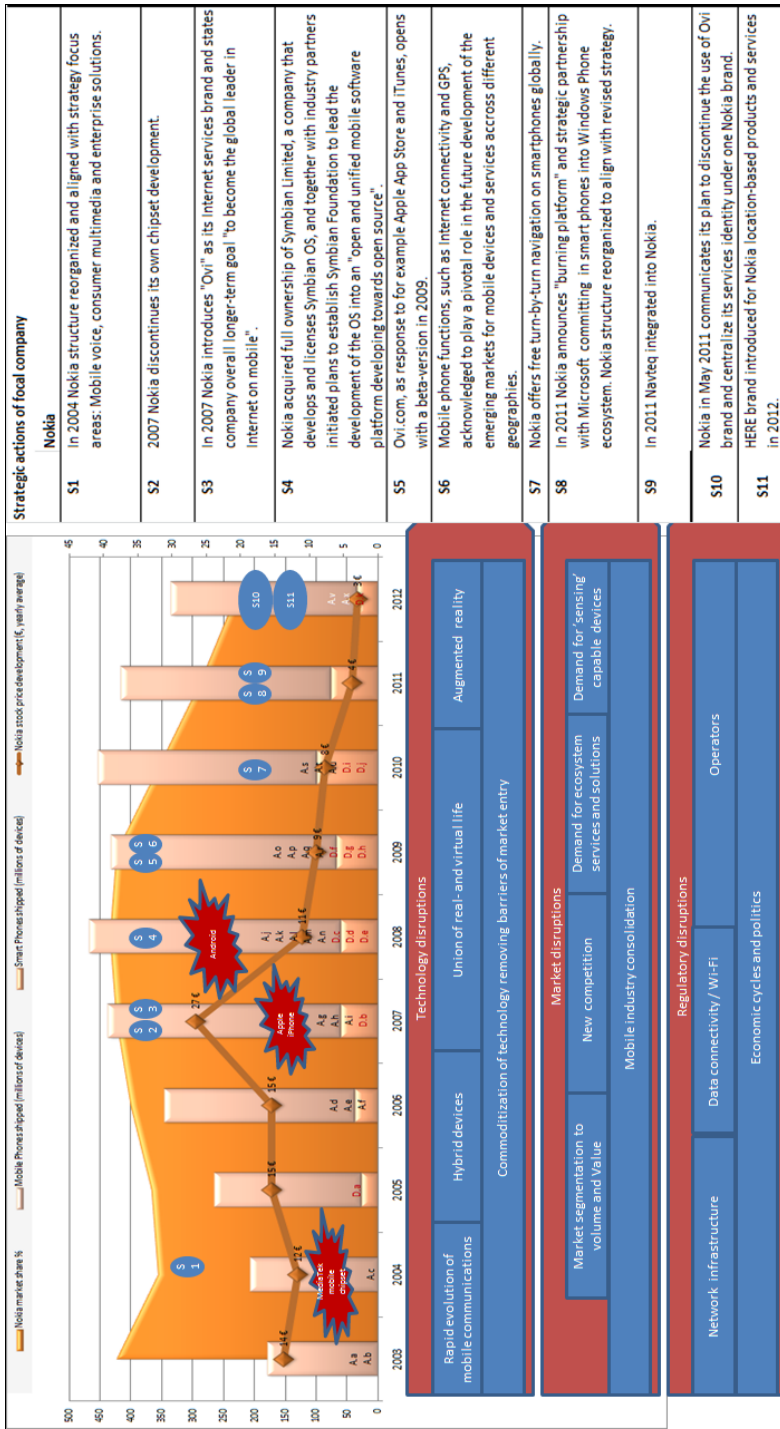 Nokia market share %
Mobile Phones shipped (millions of devices)
Smart Phones shipped (millions of devices)
Nokia stock price development (€, yearly average)
500
450
400
350
300
250
200
150
100
50
0
45
40
35
30
25
20
15
10
5
0
2003
2004
2005
2006
2007
2008
2009
2010
2011
2012
14 €
12 €
15 €
15 €
27 €
11 €
9 €
8 €
4 €
3 €
S
1
S
2
S
3
S
4
S
5
S
6
S
7
S
8
S
9
S10
S11
MediaTek
mobile
chipset
Apple
iPhone
Android
A.a
A.b
A.c
D.a
A.d
A.e
A.f
A.g
A.h
A.i
D.b
A.j
A.k
A.l
A.n
D.c
D.d
D.e
A.o
A.p
A.q
D.f
D.g
D.h
A.s
D.i
D.j
A.v
Technology disruptions
Rapid evolution of
mobile communications
Hybrid devices
Union of real- and virtual life
Augmented reality
Commoditization of technology removing barriers of market entry
Market disruptions
Market segmentation to
volume and Value
New competition
Demand for ecosystem
services and solutions
Demand for ‘sensing’
capable devices
Mobile industry consolidation
Regulatory disruptions
Network infrastructure
Data connectivity / Wi-Fi
Operators
Economic cycles and politics
Strategic actions of focal company
Nokia
S1
In 2004 Nokia structure reorganized and aligned with strategy focus
areas: Mobile voice, consumer multimedia and enterprise solutions.
S2
2007 Nokia discontinues its own chipset development.
S3
In 2007 Nokia introduces "Ovi" as its Internet services brand and states
company overall longer-term goal "to become the global leader in
Internet on mobile".
S4
Nokia acquired full ownership of Symbian Limited, a company that
develops and licenses Symbian OS, and together with industry partners
initiated plans to establish Symbian Foundation to lead the
development of the OS into an "open and unified mobile software
platform developing towards open source".
S5
Ovi.com, as response to for example Apple App Store and iTunes, opens
with a beta-version in 2009.
S6
Mobile phone functions, such as Internet connectivity and GPS,
acknowledged to play a pivotal role in the future development of the
emerging markets for mobile devices and services accross different
geographies.
S7
Nokia offers free turn-by-turn navigation on smartphones globally.
S8
In 2011 Nokia announces "burning platform" and strategic partnership
with Microsoft committing in smart phones into Windows Phone
ecosystem. Nokia structure reorganized to align with revised strategy.
S9
In 2011 Navteq integrated into Nokia.
S10
Nokia in May 2011 communicates its plan to discontinue the use of Ovi
brand and centralize its services identity under one Nokia brand.
S11
HERE brand introduced for Nokia location-based products and services
in 2012.